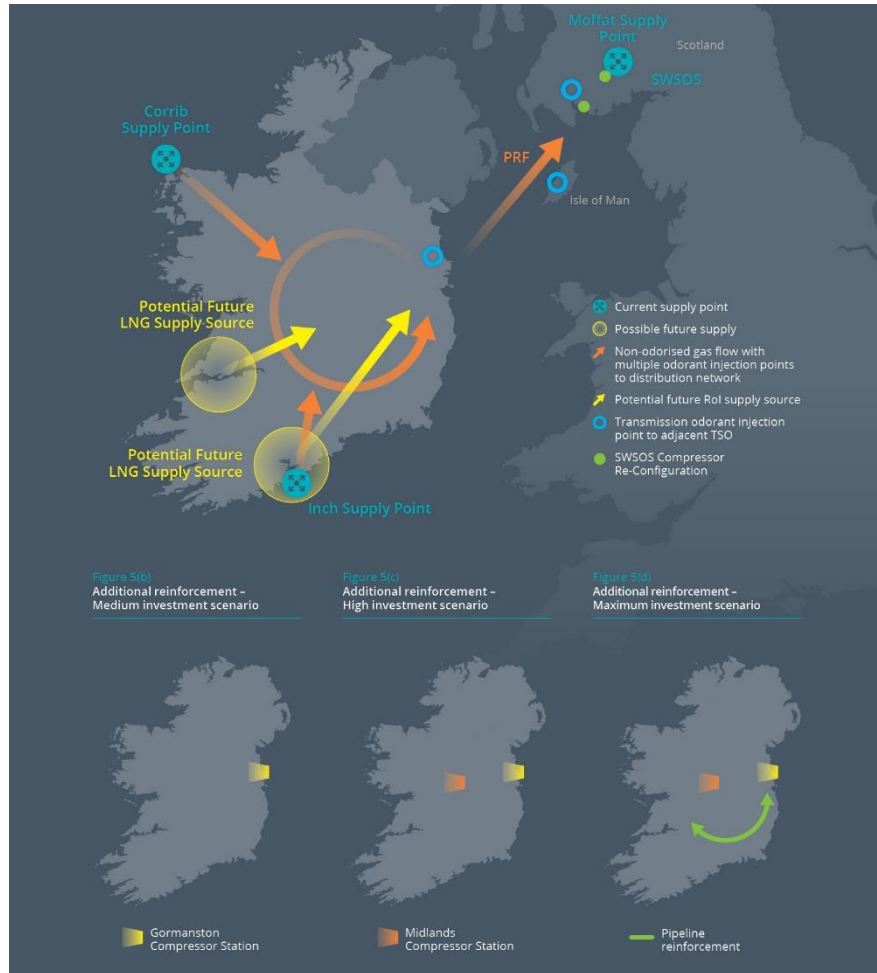 Moffat Supply
Point
Scotland
SWSOS
Corrib
Supply Point
PRF
Isle of Man
Potential Future
LNG Supply Source
Potential Future
LNG Supply Source
Inch Supply Point
Current supply point
Possible future supply
Non-odorised gas flow with
multiple odorant injection points
to distribution network
Potential future RoI supply source
Transmission odorant injection
point to adjacent TSO
SWSOS Compressor
Re-Configuration
Figure 5(b)
Additional reinforcement –
Medium investment scenario
Figure 5(c)
Additional reinforcement –
High investment scenario
Figure 5(d)
Additional reinforcement –
Maximum investment scenario
Gormanston
Compressor Station
Midlands
Compressor Station
Pipeline
reinforcement